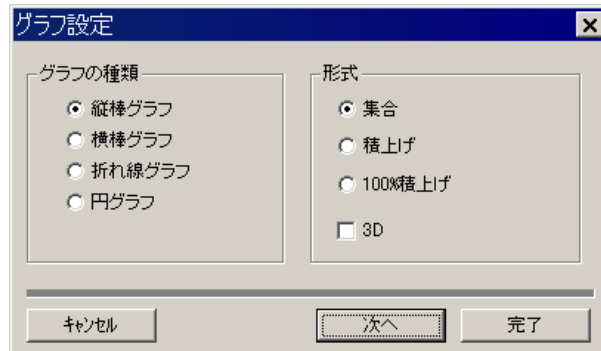 グラフ設定
グラフの種類
縦棒グラフ
横棒グラフ
折れ線グラフ
円グラフ
形式
集合
積上げ
100%積上げ
3D
キャンセル
次へ
完了